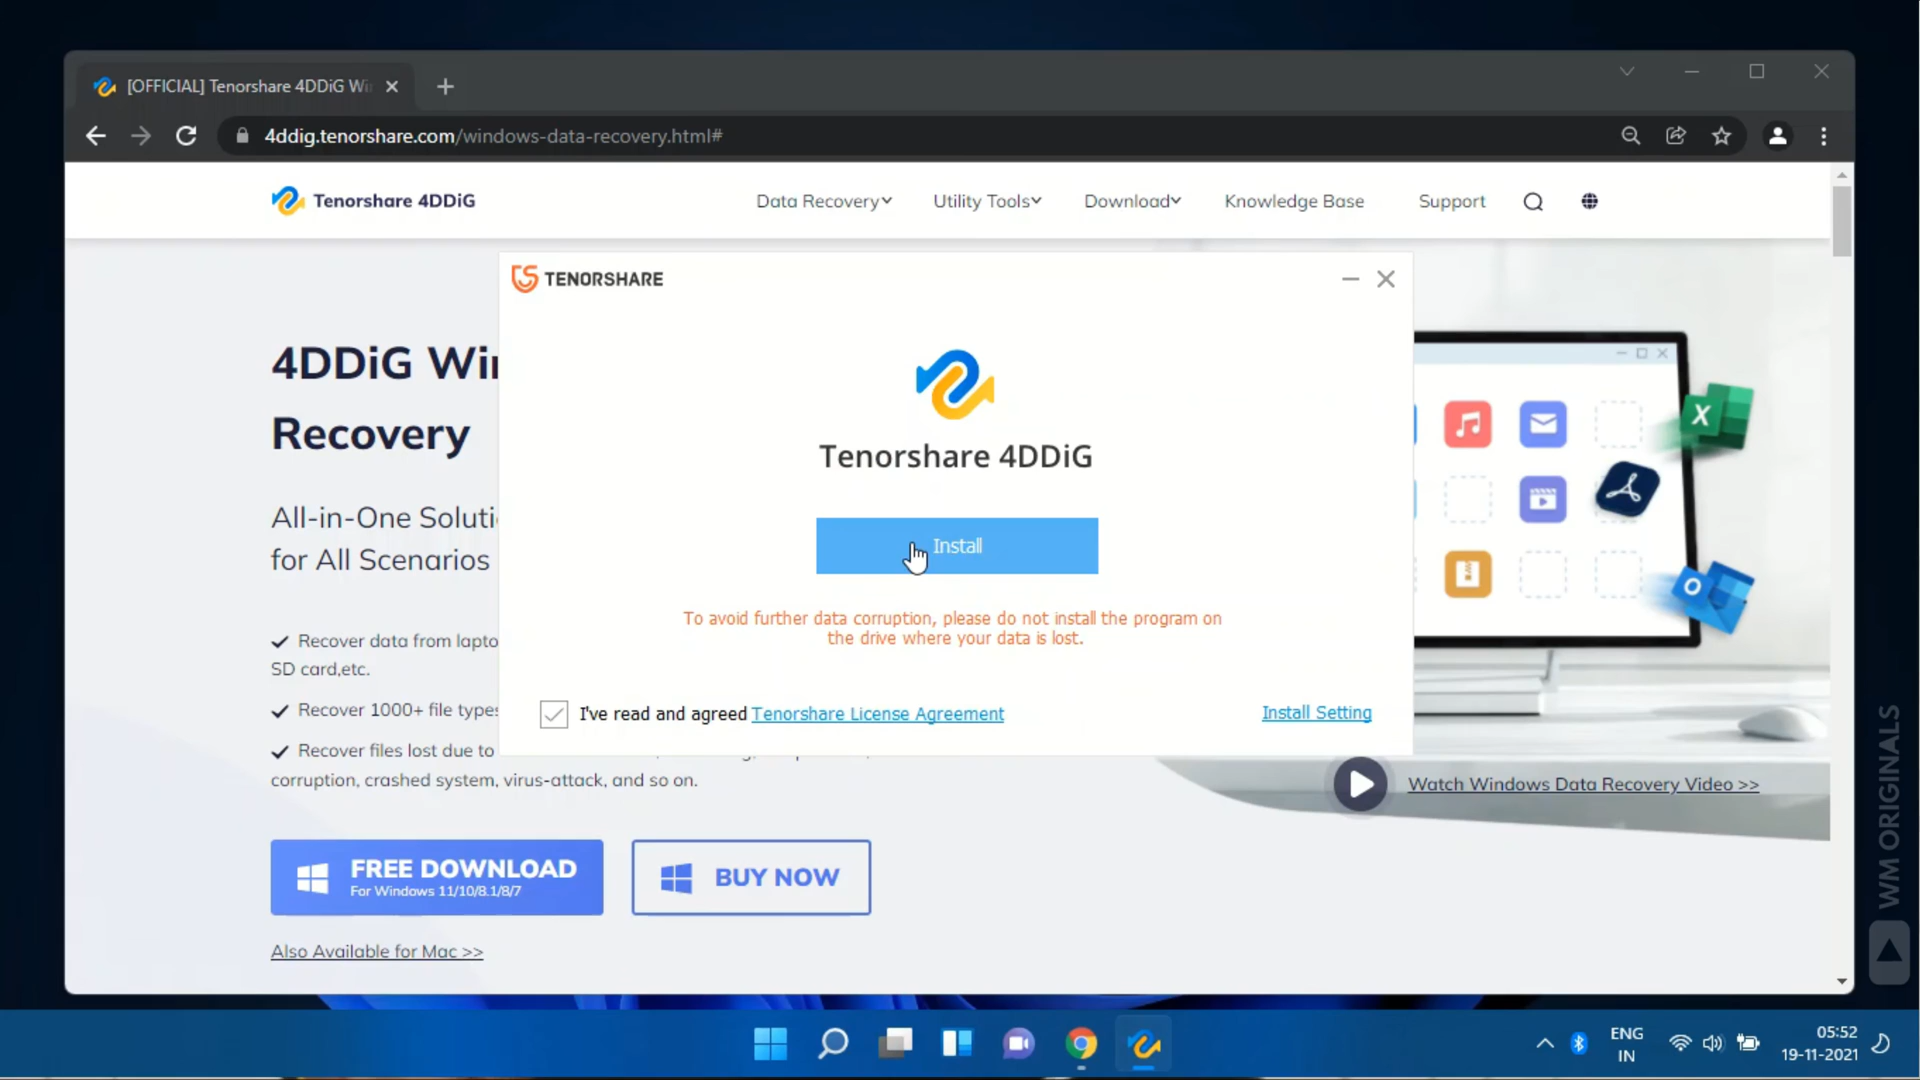 [OFFICIAL] Tenorshare 4DDiG Wi
4ddig.tenorshare.com/windows-data-recovery.html#
Tenorshare 4DDiG
Data Recovery
Utility Tools
Download
Knowledge Base
Support
TENORSHARE
4DDiG Win
Recovery
Tenorshare 4DDiG
All-in-One Soluti
for All Scenarios
Install
To avoid further data corruption, please do not install the program on
the drive where your data is lost.
✓ Recover data from lapto
SD card,etc.
✓ Recover 1000+ file types
I've read and agreed Tenorshare License Agreement
Install Setting
✓ Recover files lost due to
corruption, crashed system, virus-attack, and so on.
Watch Windows Data Recovery Video >>
FREE DOWNLOAD
For Windows 11/10/8.1/8/7
BUY NOW
Also Available for Mac >>
WM ORIGINALS
ENG
IN
05:52
19-11-2021